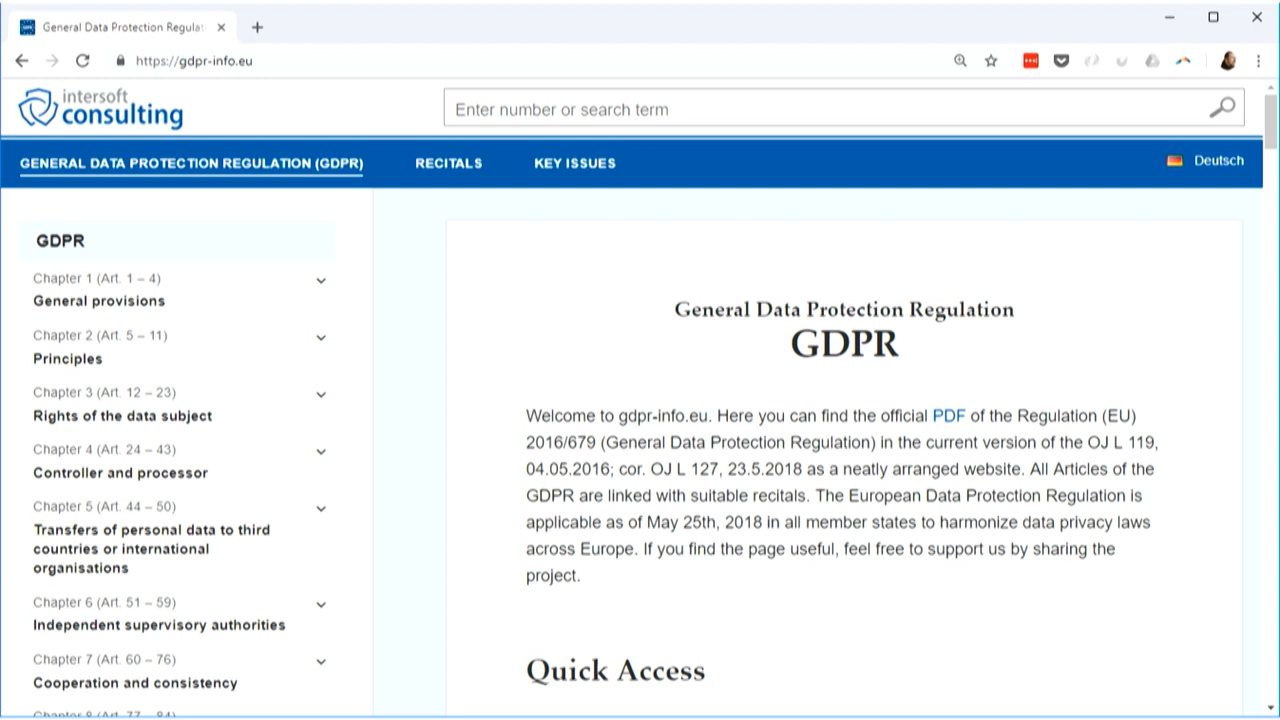 General Data Protection Regulat
https://gdpr-info.eu
intersoft
consulting
Enter number or search term
GENERAL DATA PROTECTION REGULATION (GDPR)
RECITALS
KEY ISSUES
Deutsch
GDPR
Chapter 1 (Art. 1 – 4)
General provisions
Chapter 2 (Art. 5 – 11)
Principles
Chapter 3 (Art. 12 – 23)
Rights of the data subject
Chapter 4 (Art. 24 – 43)
Controller and processor
Chapter 5 (Art. 44 – 50)
Transfers of personal data to third
countries or international
organisations
Chapter 6 (Art. 51 – 59)
Independent supervisory authorities
Chapter 7 (Art. 60 – 76)
Cooperation and consistency
Chapter 8 (Art. 77 – 84)
General Data Protection Regulation
GDPR
Welcome to gdpr-info.eu. Here you can find the official PDF of the Regulation (EU)
2016/679 (General Data Protection Regulation) in the current version of the OJ L 119,
04.05.2016; cor. OJ L 127, 23.5.2018 as a neatly arranged website. All Articles of the
GDPR are linked with suitable recitals. The European Data Protection Regulation is
applicable as of May 25th, 2018 in all member states to harmonize data privacy laws
across Europe. If you find the page useful, feel free to support us by sharing the
project.
Quick Access